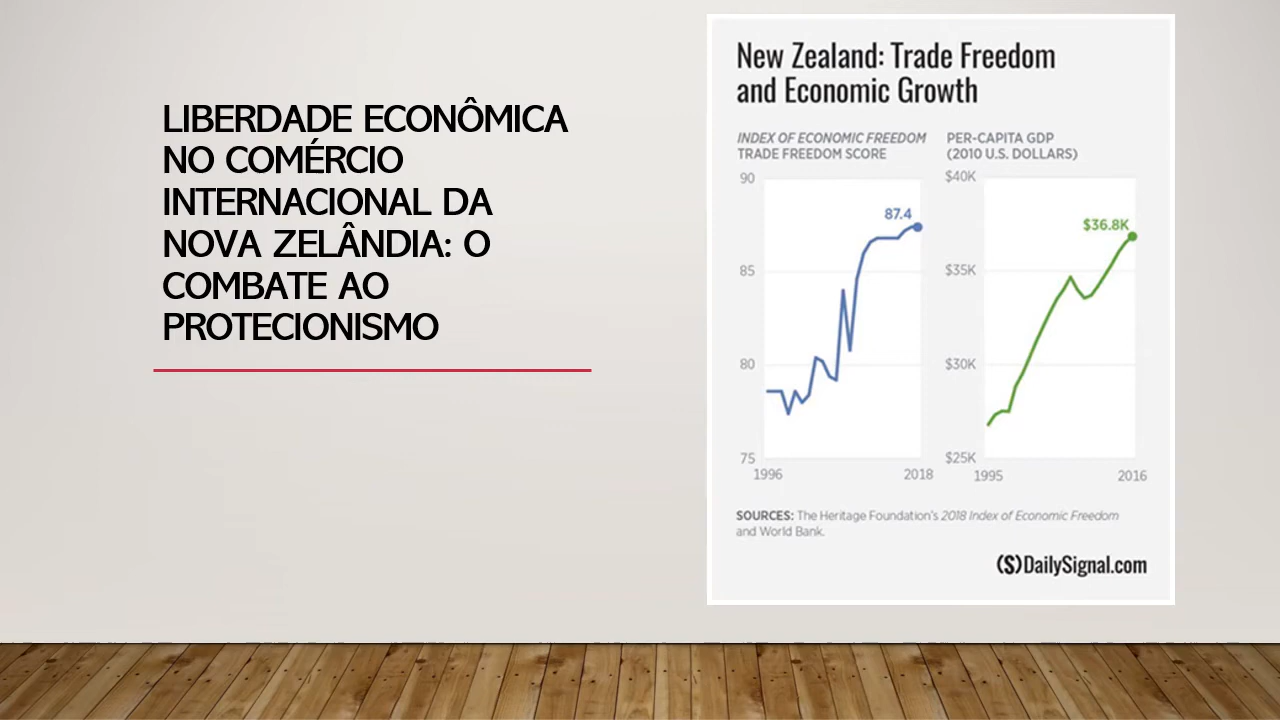 LIBERDADE ECONÔMICA
NO COMÉRCIO
INTERNACIONAL DA
NOVA ZELÂNDIA: O
COMBATE AO
PROTECIONISMO
New Zealand: Trade Freedom
and Economic Growth
INDEX OF ECONOMIC FREEDOM
TRADE FREEDOM SCORE
90
85
80
75
87.4
1996 2018
PER-CAPITA GDP
(2010 U.S. DOLLARS)
$40K
$35K
$30K
$25K
$36.8K
1995 2016
SOURCES: The Heritage Foundation's 2018 Index of Economic Freedom
and World Bank.
($) DailySignal.com